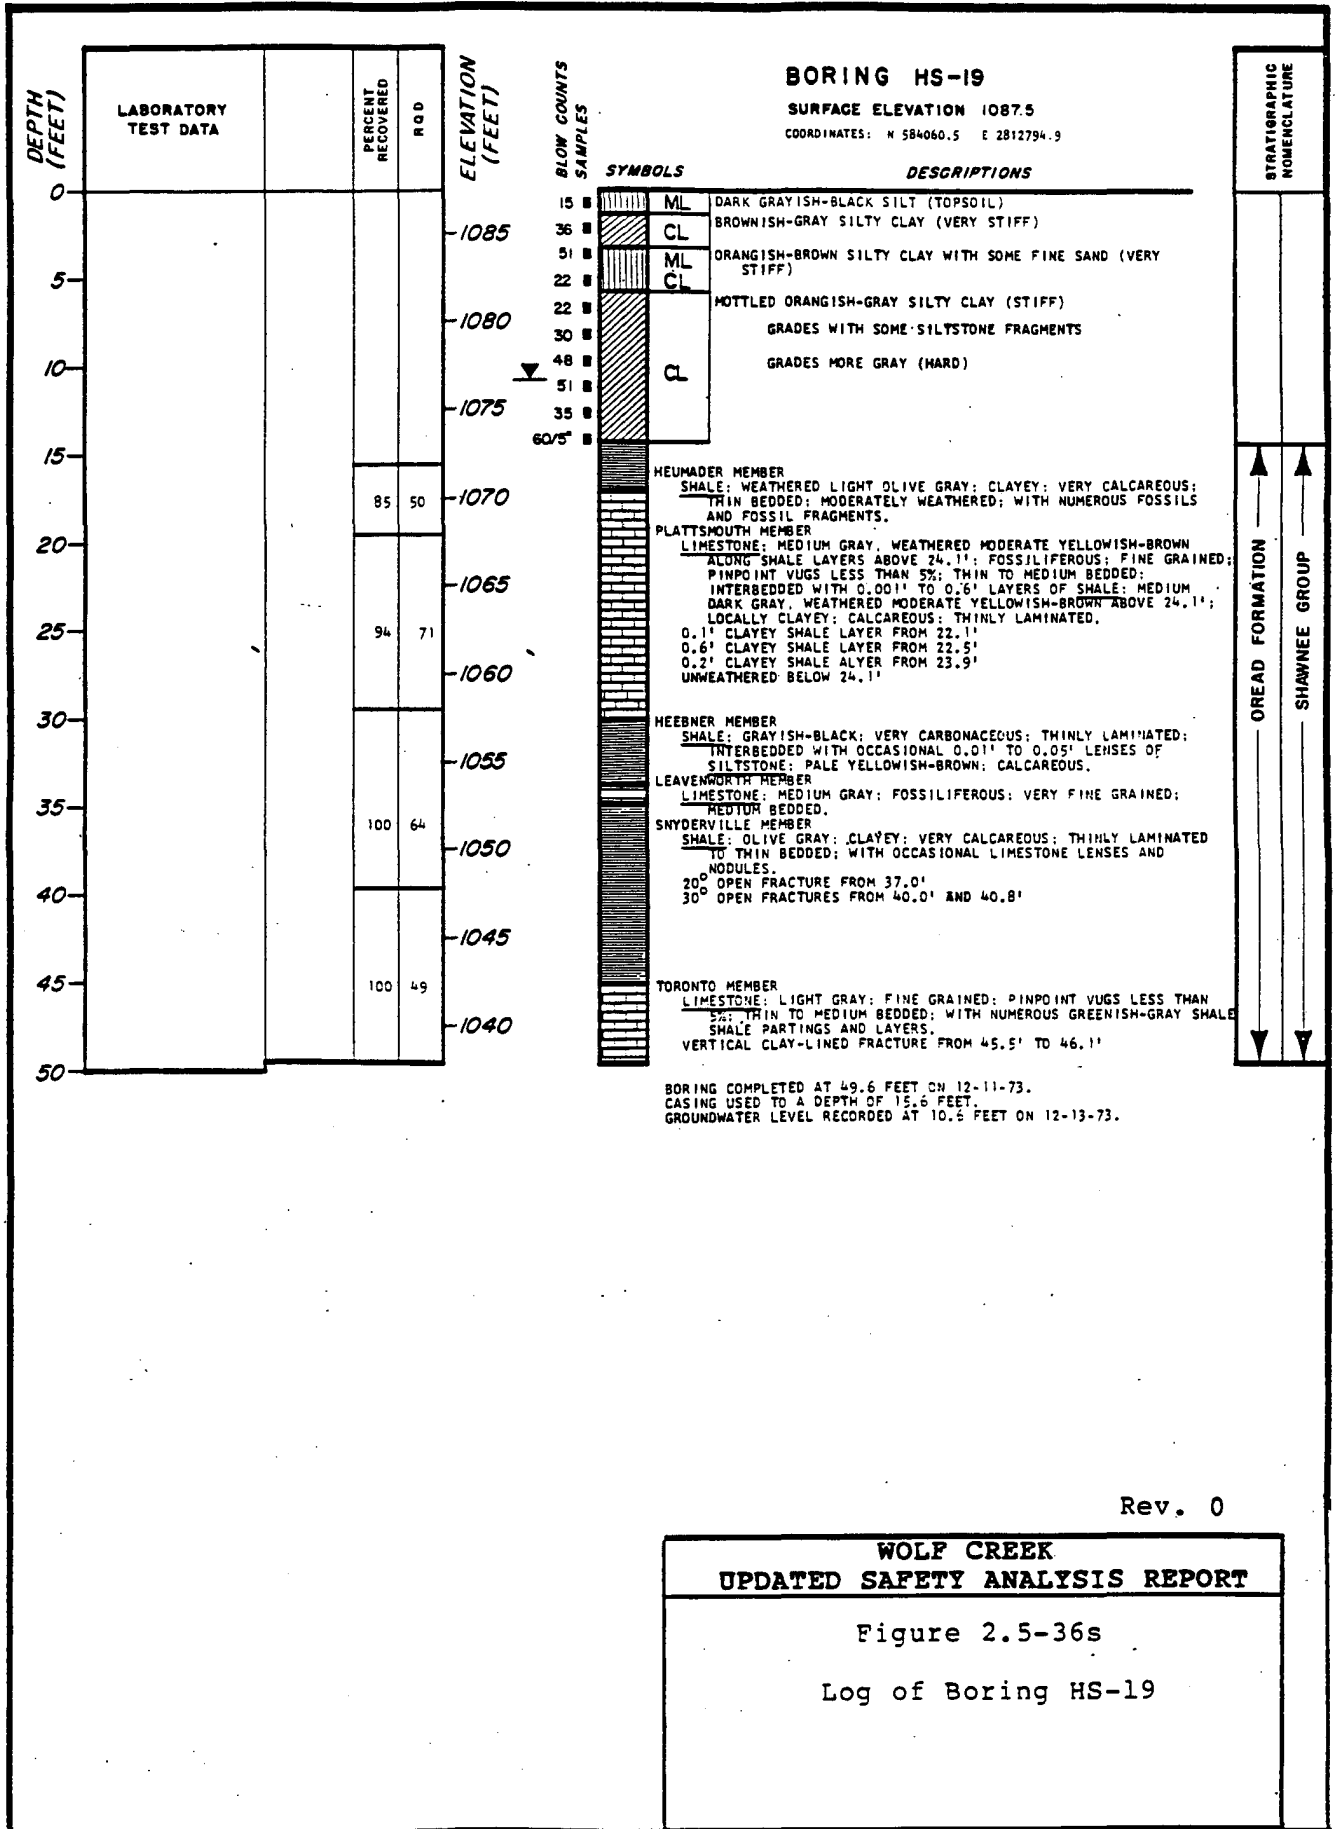 BORING HS-19
SURFACE ELEVATION 1087.5
COORDINATES: N 584060.5 E 2812794.9
DEPTH (FEET)
LABORATORY TEST DATA
PERCENT RECOVERED
RQD
ELEVATION (FEET)
BLOW COUNTS
SAMPLES
SYMBOLS
DESCRIPTIONS
STRATIGRAPHIC NOMENCLATURE
0
5
10
15
20
25
30
35
40
45
50
85 50
94 71
100 64
100 49
1085
1080
1075
1070
1065
1060
1055
1050
1045
1040
15
36
51
22
22
30
48
51
35
60/5"
ML
CL
ML
CL
CL
DARK GRAYISH-BLACK SILT (TOPSOIL)
BROWNISH-GRAY SILTY CLAY (VERY STIFF)
ORANGISH-BROWN SILTY CLAY WITH SOME FINE SAND (VERY
STIFF)
MOTTLED ORANGISH-GRAY SILTY CLAY (STIFF)
GRADES WITH SOME SILTSTONE FRAGMENTS
GRADES MORE GRAY (HARD)
HEUMADER MEMBER
SHALE: WEATHERED LIGHT OLIVE GRAY; CLAYEY; VERY CALCAREOUS;
THIN BEDDED; MODERATELY WEATHERED; WITH NUMEROUS FOSSILS
AND FOSSIL FRAGMENTS.
PLATTSMOUTH MEMBER
LIMESTONE: MEDIUM GRAY, WEATHERED MODERATE YELLOWISH-BROWN
ALONG SHALE LAYERS ABOVE 24.1'; FOSSILIFEROUS; FINE GRAINED;
PINPOINT VUGS LESS THAN 5%; THIN TO MEDIUM BEDDED;
INTERBEDDED WITH 0.001' TO 0.6' LAYERS OF SHALE: MEDIUM
DARK GRAY, WEATHERED MODERATE YELLOWISH-BROWN ABOVE 24.1';
LOCALLY CLAYEY; CALCAREOUS; THINLY LAMINATED.
0.1' CLAYEY SHALE LAYER FROM 22.1'
0.6' CLAYEY SHALE LAYER FROM 22.5'
0.2' CLAYEY SHALE ALYER FROM 23.9'
UNWEATHERED BELOW 24.1'
HEEBNER MEMBER
SHALE: GRAYISH-BLACK; VERY CARBONACEOUS; THINLY LAMINATED;
INTERBEDDED WITH OCCASIONAL 0.01' TO 0.05' LENSES OF
SILTSTONE: PALE YELLOWISH-BROWN; CALCAREOUS.
LEAVENWORTH MEMBER
LIMESTONE: MEDIUM GRAY; FOSSILIFEROUS; VERY FINE GRAINED;
MEDIUM BEDDED.
SNYDERVILLE MEMBER
SHALE: OLIVE GRAY; CLAYEY; VERY CALCAREOUS; THINLY LAMINATED
TO THIN BEDDED; WITH OCCASIONAL LIMESTONE LENSES AND
NODULES.
20° OPEN FRACTURE FROM 37.0'
30° OPEN FRACTURES FROM 40.0' AND 40.8'
TORONTO MEMBER
LIMESTONE: LIGHT GRAY; FINE GRAINED; PINPOINT VUGS LESS THAN
5%; THIN TO MEDIUM BEDDED; WITH NUMEROUS GREENISH-GRAY SHALE
SHALE PARTINGS AND LAYERS.
VERTICAL CLAY-LINED FRACTURE FROM 45.5' TO 46.1'
OREAD FORMATION
SHAWNEE GROUP
BORING COMPLETED AT 49.6 FEET ON 12-11-73.
CASING USED TO A DEPTH OF 15.6 FEET.
GROUNDWATER LEVEL RECORDED AT 10.6 FEET ON 12-13-73.
Rev. 0
WOLF CREEK
UPDATED SAFETY ANALYSIS REPORT
Figure 2.5-36s
Log of Boring HS-19